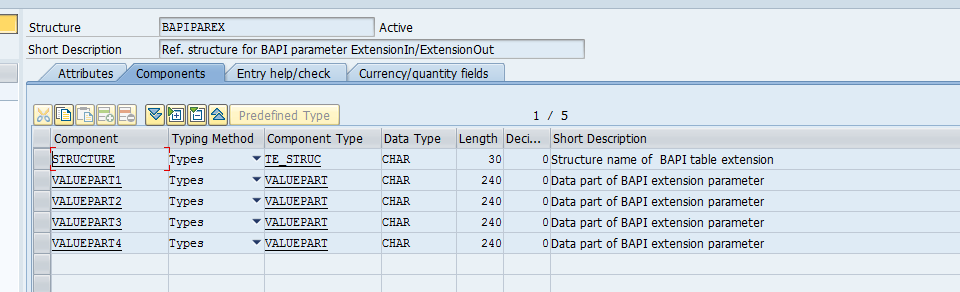 Structure BAPIPAREX Active
Short Description Ref. structure for BAPI parameter ExtensionIn/ExtensionOut
Attributes Components Entry help/check Currency/quantity fields
Predefined Type 1 / 5
Component Typing Method Component Type Data Type Length Deci... Short Description
STRUCTURE Types TE_STRUC CHAR 30 0 Structure name of  BAPI table extension
VALUEPART1 Types VALUEPART CHAR 240 0 Data part of BAPI extension parameter
VALUEPART2 Types VALUEPART CHAR 240 0 Data part of BAPI extension parameter
VALUEPART3 Types VALUEPART CHAR 240 0 Data part of BAPI extension parameter
VALUEPART4 Types VALUEPART CHAR 240 0 Data part of BAPI extension parameter